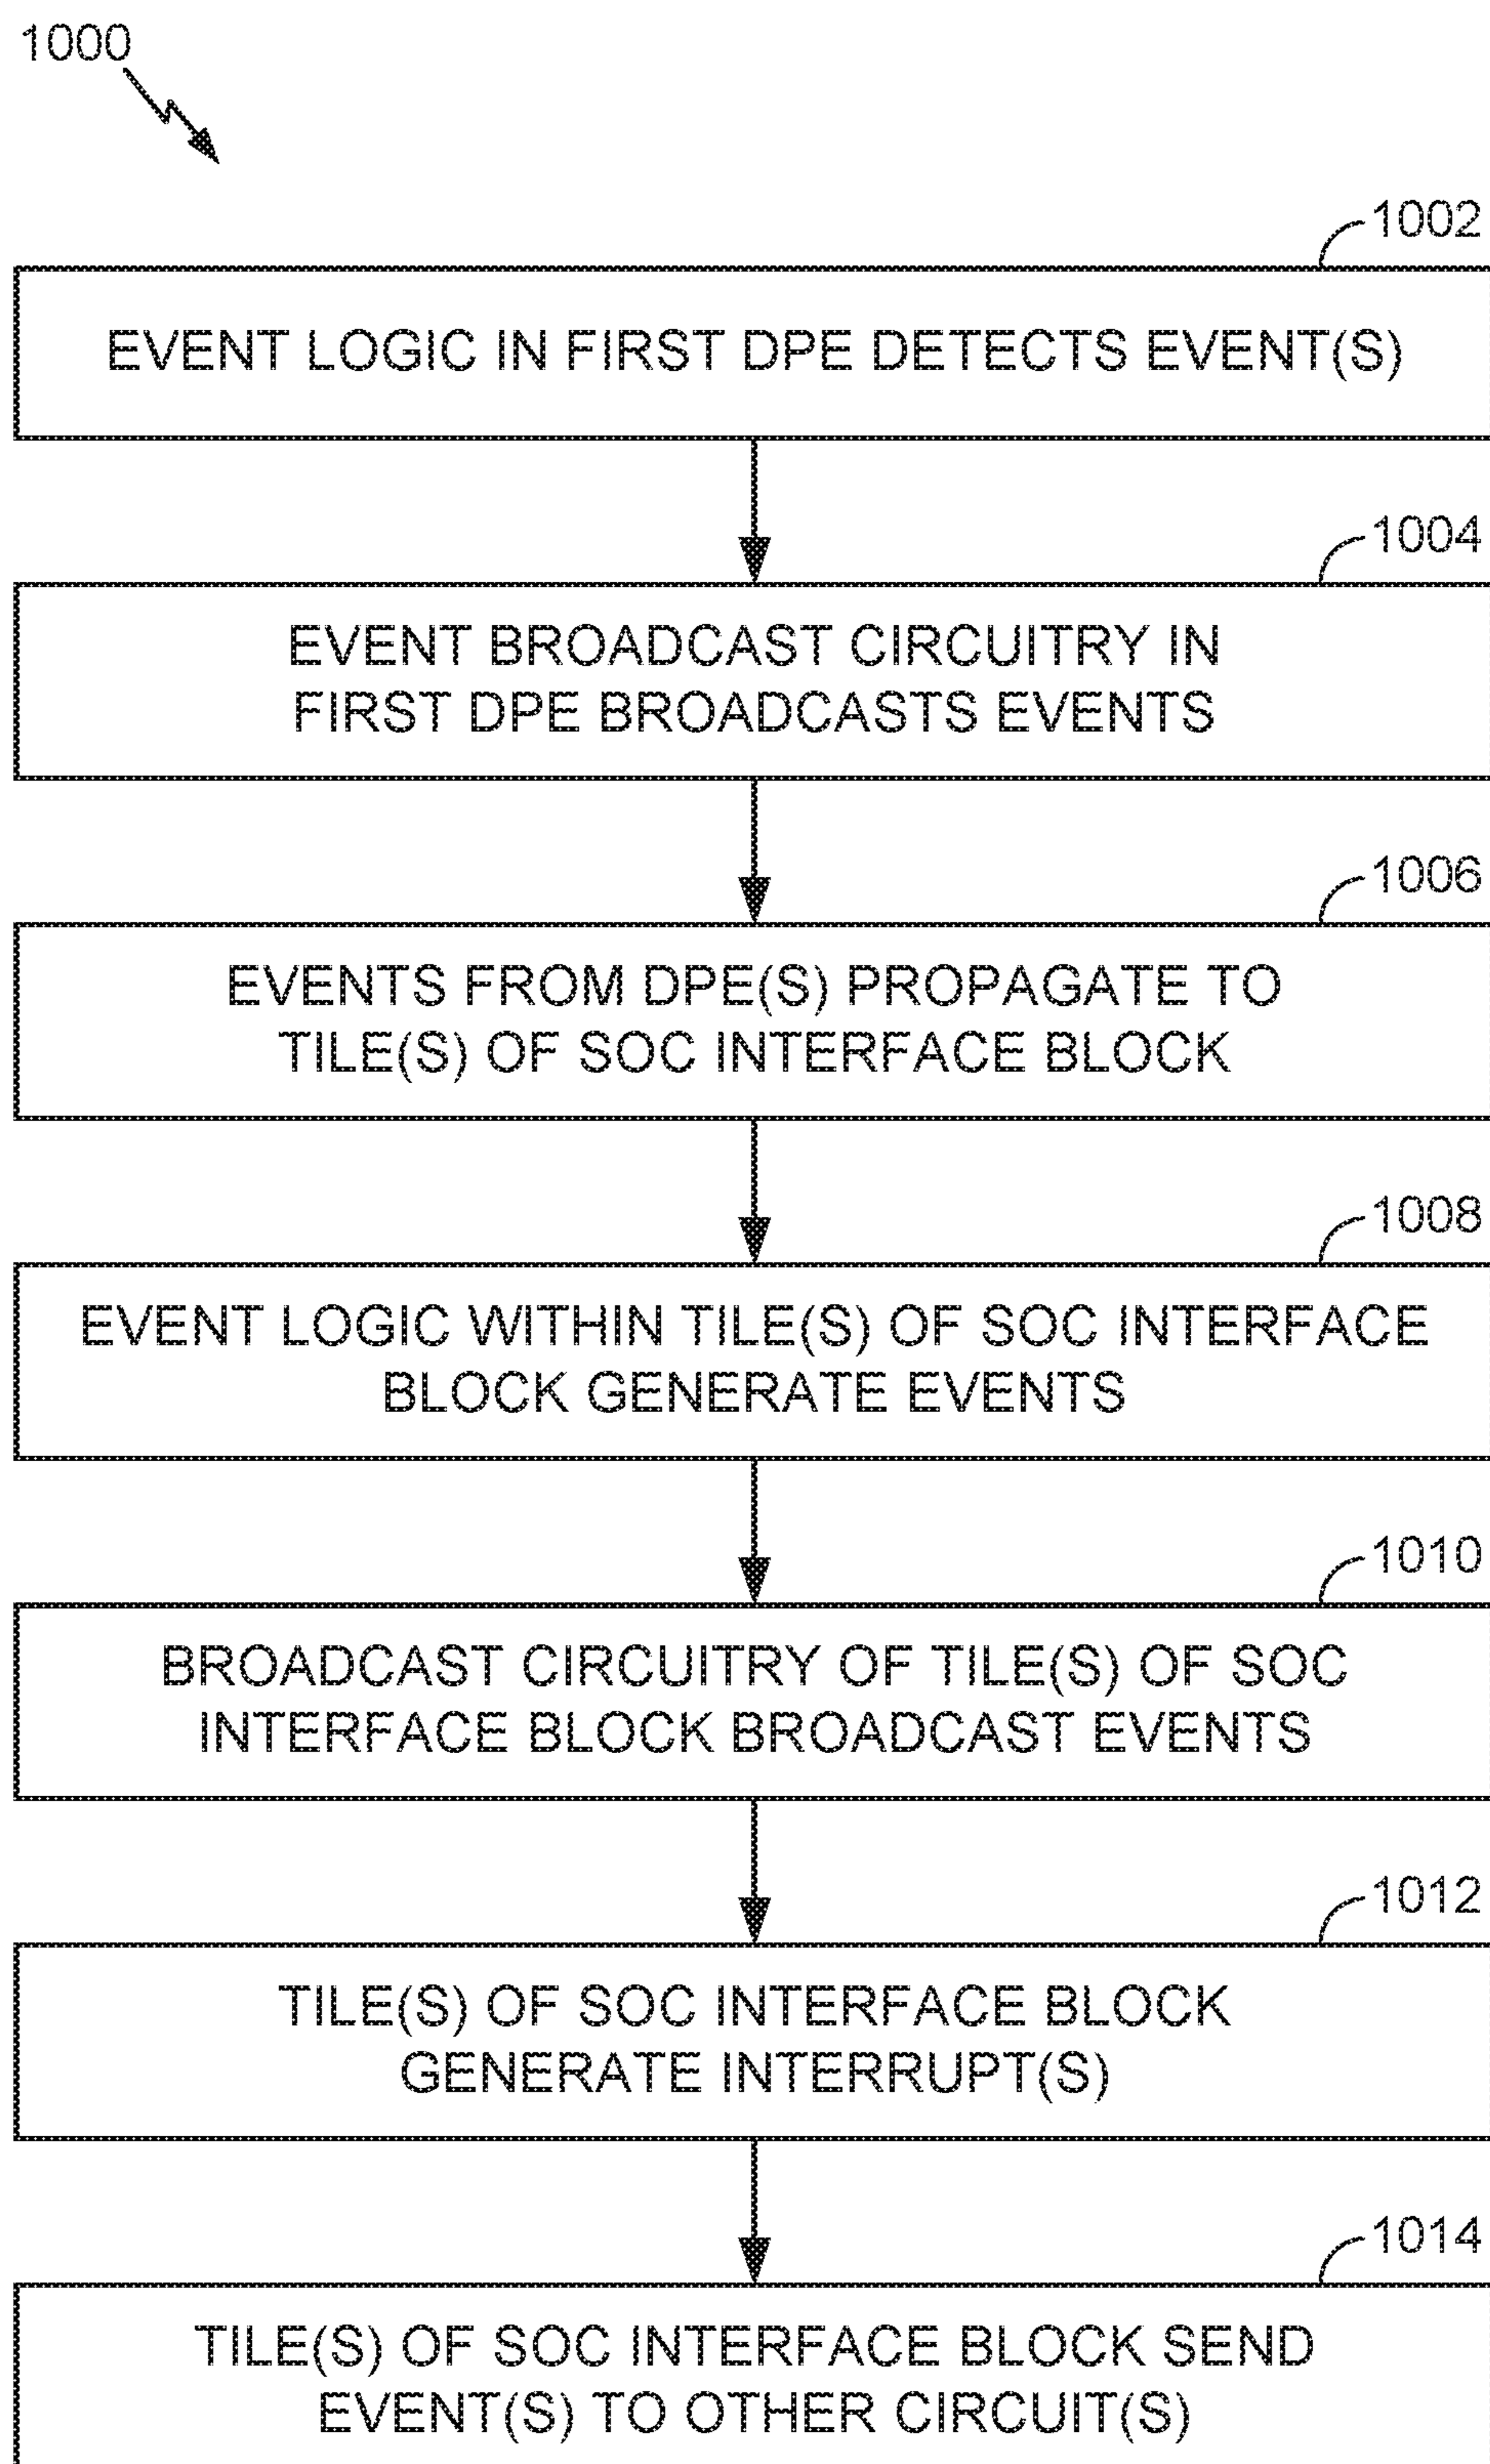 1000
1002
EVENT LOGIC IN FIRST DPE DETECTS EVENT(S)
1004
EVENT BROADCAST CIRCUITRY IN
FIRST DPE BROADCASTS EVENTS
1006
EVENTS FROM DPE(S) PROPAGATE TO
TILE(S) OF SOC INTERFACE BLOCK
1008
EVENT LOGIC WITHIN TILE(S) OF SOC INTERFACE
BLOCK GENERATE EVENTS
1010
BROADCAST CIRCUITRY OF TILE(S) OF SOC
INTERFACE BLOCK BROADCAST EVENTS
1012
TILE(S) OF SOC INTERFACE BLOCK
GENERATE INTERRUPT(S)
1014
TILE(S) OF SOC INTERFACE BLOCK SEND
EVENT(S) TO OTHER CIRCUIT(S)